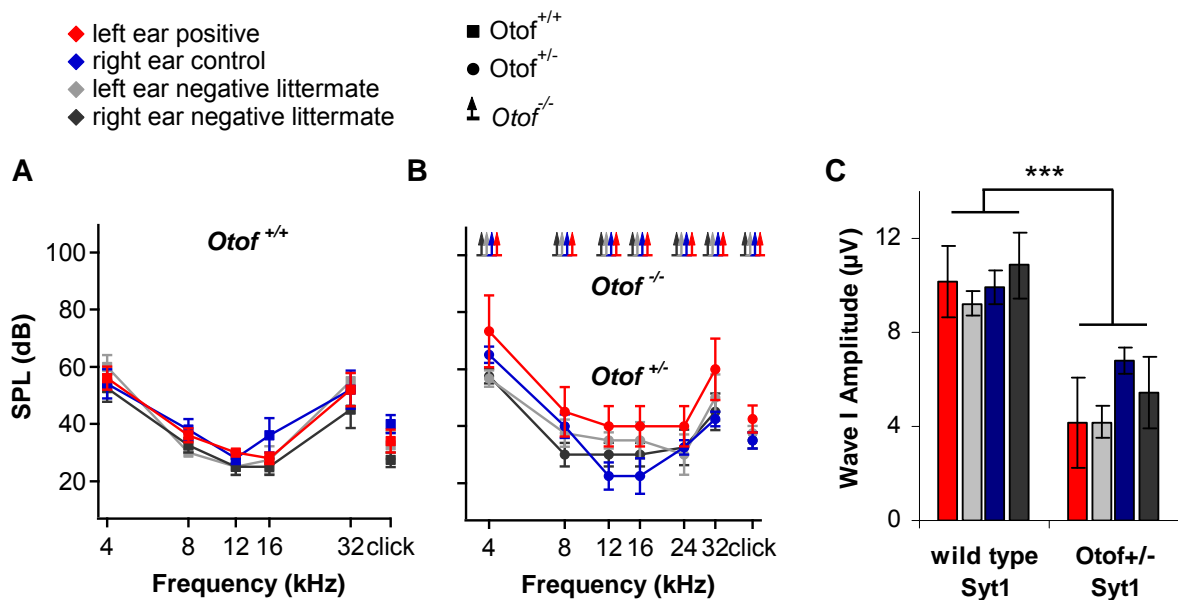 left ear positive
right ear control
left ear negative littermate
right ear negative littermate
Otof+/+
Otof+/-
Otof-/-
A
Otof +/+
SPL (dB)
100
80
60
40
20
4
8
12
16
32
click
Frequency (kHz)
B
Otof -/-
Otof +/-
4
8
12
16
24
32
click
Frequency (kHz)
C
***
Wave I Amplitude (µV)
12
8
4
0
wild type
Syt1
Otof+/-
Syt1